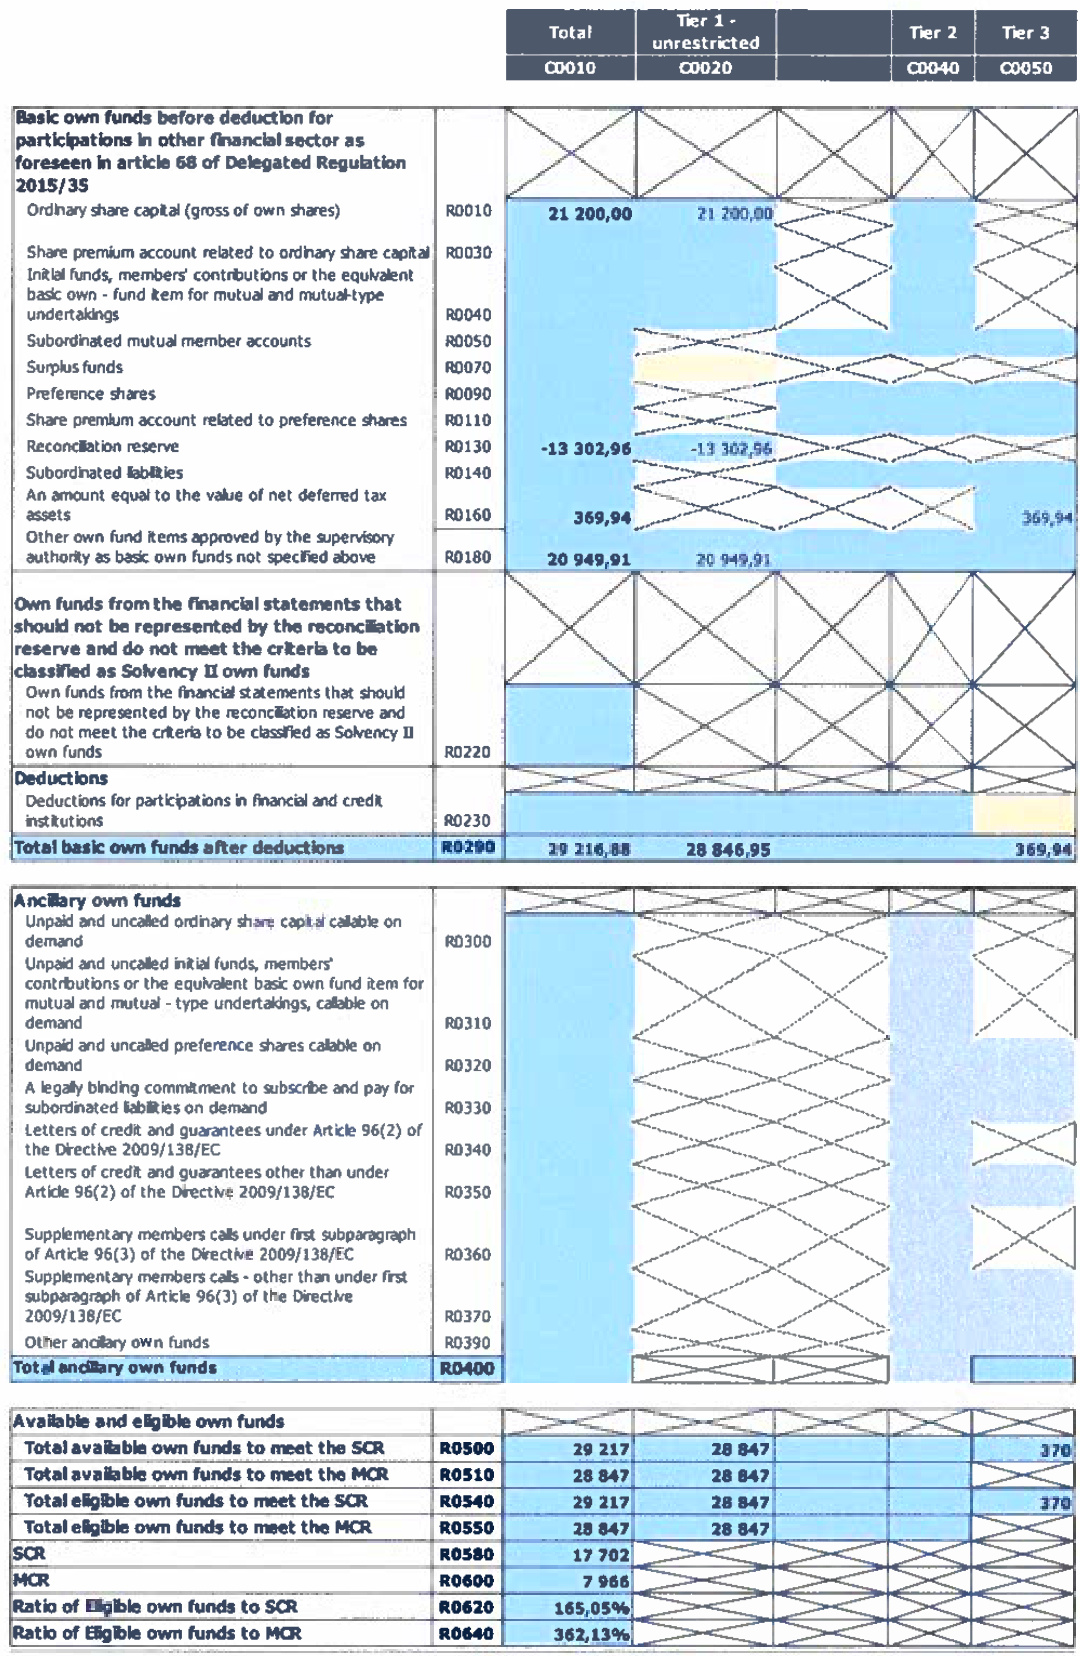 Total Tier 1 - unrestricted Tier 2 Tier 3
C0010 C0020 C0040 C0050
Basic own funds before deduction for
participations in other financial sector as
foreseen in article 68 of Delegated Regulation
2015/35
Ordinary share capital (gross of own shares) R0010 21 200,00 21 200,00
Share premium account related to ordinary share capital R0030
Initial funds, members' contributions or the equivalent
basic own - fund item for mutual and mutual-type
undertakings R0040
Subordinated mutual member accounts R0050
Surplus funds R0070
Preference shares R0090
Share premium account related to preference shares R0110
Reconciliation reserve R0130 -13 302,96 -13 302,96
Subordinated liabilities R0140
An amount equal to the value of net deferred tax
assets R0160 369,94 369,94
Other own fund items approved by the supervisory
authority as basic own funds not specified above R0180 20 949,91 20 949,91
Own funds from the financial statements that
should not be represented by the reconciliation
reserve and do not meet the criteria to be
classified as Solvency II own funds
Own funds from the financial statements that should
not be represented by the reconciliation reserve and
do not meet the criteria to be classified as Solvency II
own funds R0220
Deductions
Deductions for participations in financial and credit
institutions R0230
Total basic own funds after deductions R0290 29 216,88 28 846,95 369,94
Ancillary own funds
Unpaid and uncalled ordinary share capital callable on
demand R0300
Unpaid and uncalled initial funds, members'
contributions or the equivalent basic own fund item for
mutual and mutual - type undertakings, callable on
demand R0310
Unpaid and uncalled preference shares callable on
demand R0320
A legally binding commitment to subscribe and pay for
subordinated liabilities on demand R0330
Letters of credit and guarantees under Article 96(2) of
the Directive 2009/138/EC R0340
Letters of credit and guarantees other than under
Article 96(2) of the Directive 2009/138/EC R0350
Supplementary members calls under first subparagraph
of Article 96(3) of the Directive 2009/138/EC R0360
Supplementary members calls - other than under first
subparagraph of Article 96(3) of the Directive
2009/138/EC R0370
Other ancillary own funds R0390
Total ancillary own funds R0400
Available and eligible own funds
Total available own funds to meet the SCR R0500 29 217 28 847 370
Total available own funds to meet the MCR R0510 28 847 28 847
Total eligible own funds to meet the SCR R0540 29 217 28 847 370
Total eligible own funds to meet the MCR R0550 28 847 28 847
SCR R0580 17 702
MCR R0600 7 966
Ratio of Eligible own funds to SCR R0620 165,05%
Ratio of Eligible own funds to MCR R0640 362,13%